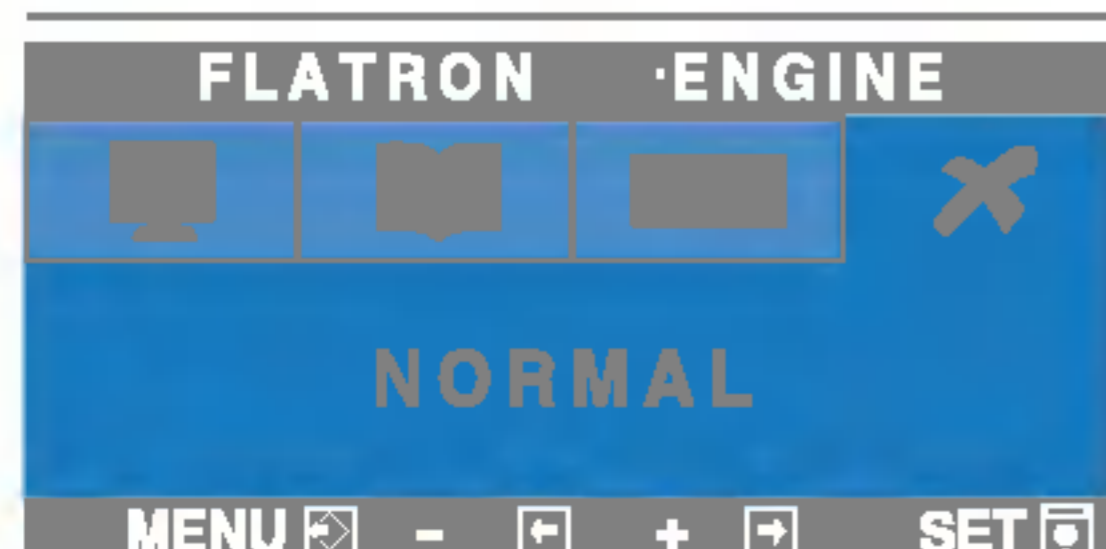 FLATRON ·ENGINE
NORMAL
MENU - ← + → SET